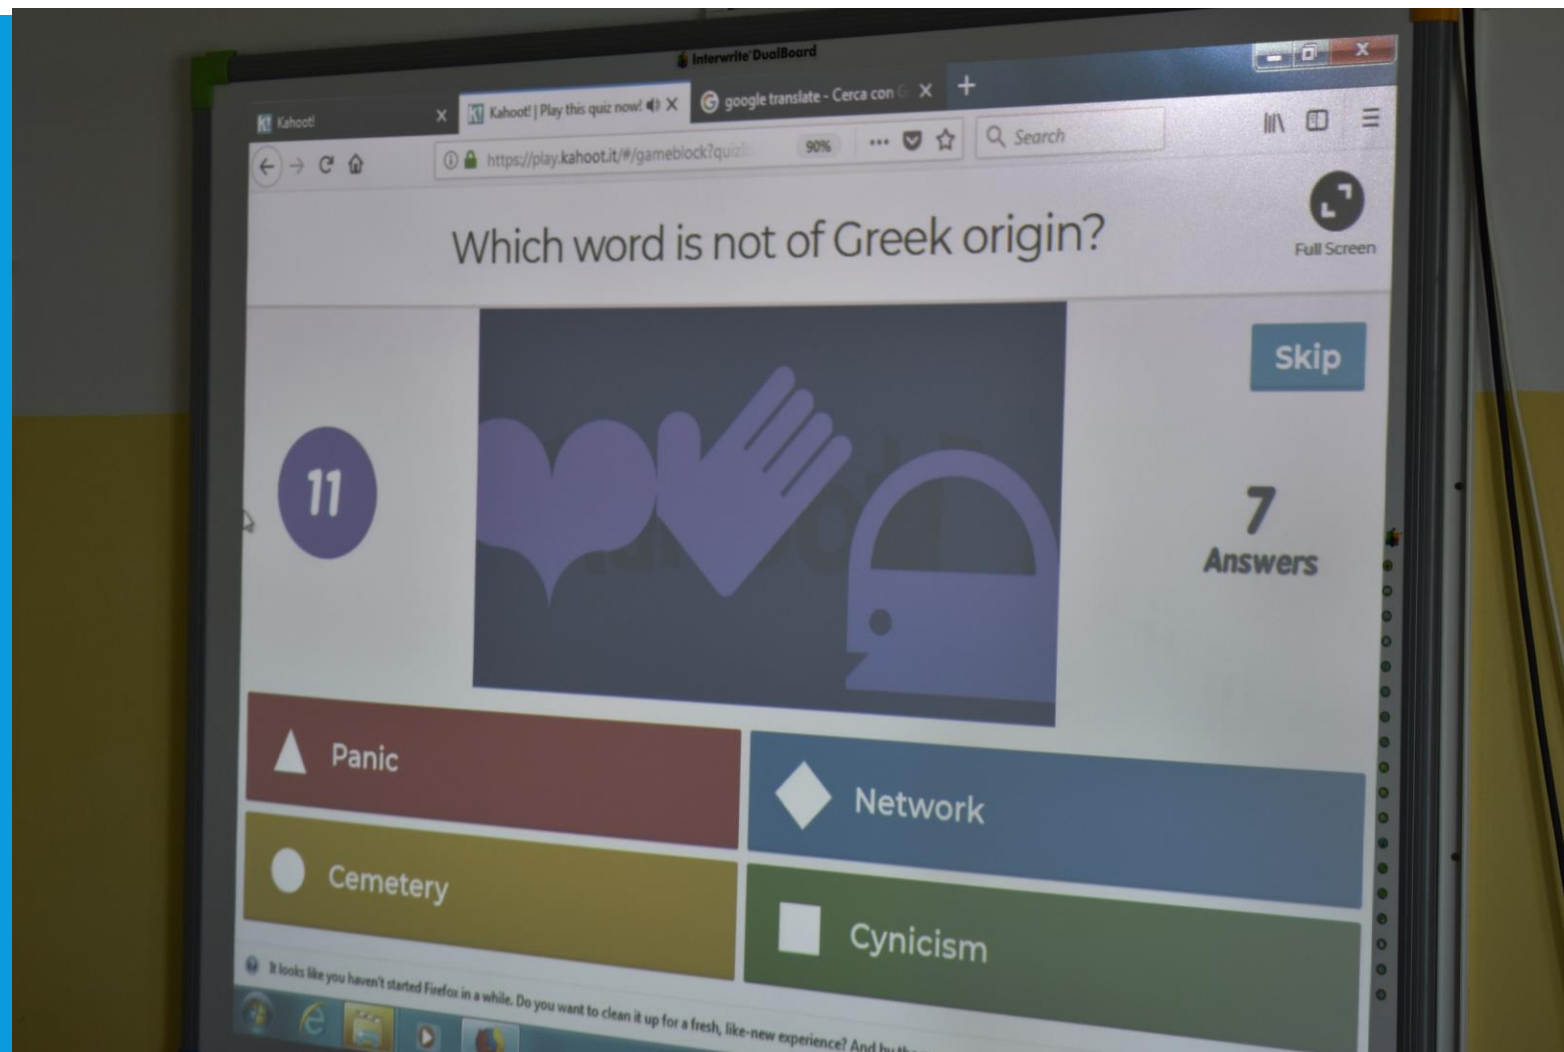 Interwrite DualBoard
Kahoot!
Kahoot! | Play this quiz now!
google translate - Cerca con G
https://play.kahoot.it/#/gameblock?quizId
90%
Search
Which word is not of Greek origin?
Full Screen
Skip
11
7
Answers
Panic
Network
Cemetery
Cynicism
It looks like you haven't started Firefox in a while. Do you want to clean it up for a fresh, like-new experience? And by the